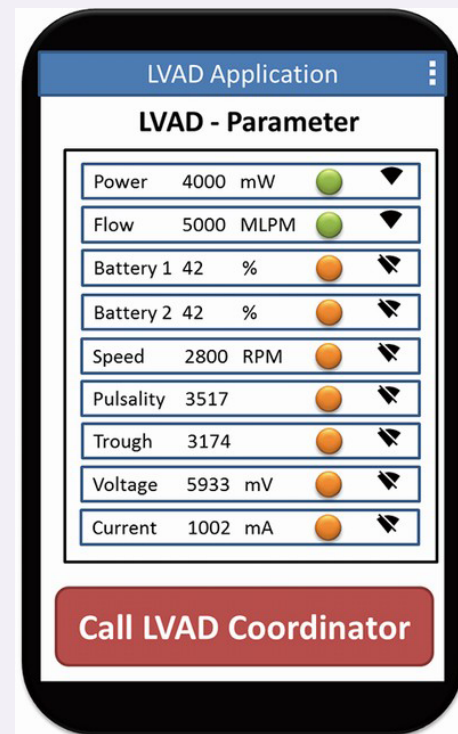 LVAD Application
LVAD - Parameter
Power 4000 mW
Flow 5000 MLPM
Battery 1 42 %
Battery 2 42 %
Speed 2800 RPM
Pulsality 3517
Trough 3174
Voltage 5933 mV
Current 1002 mA
Call LVAD Coordinator